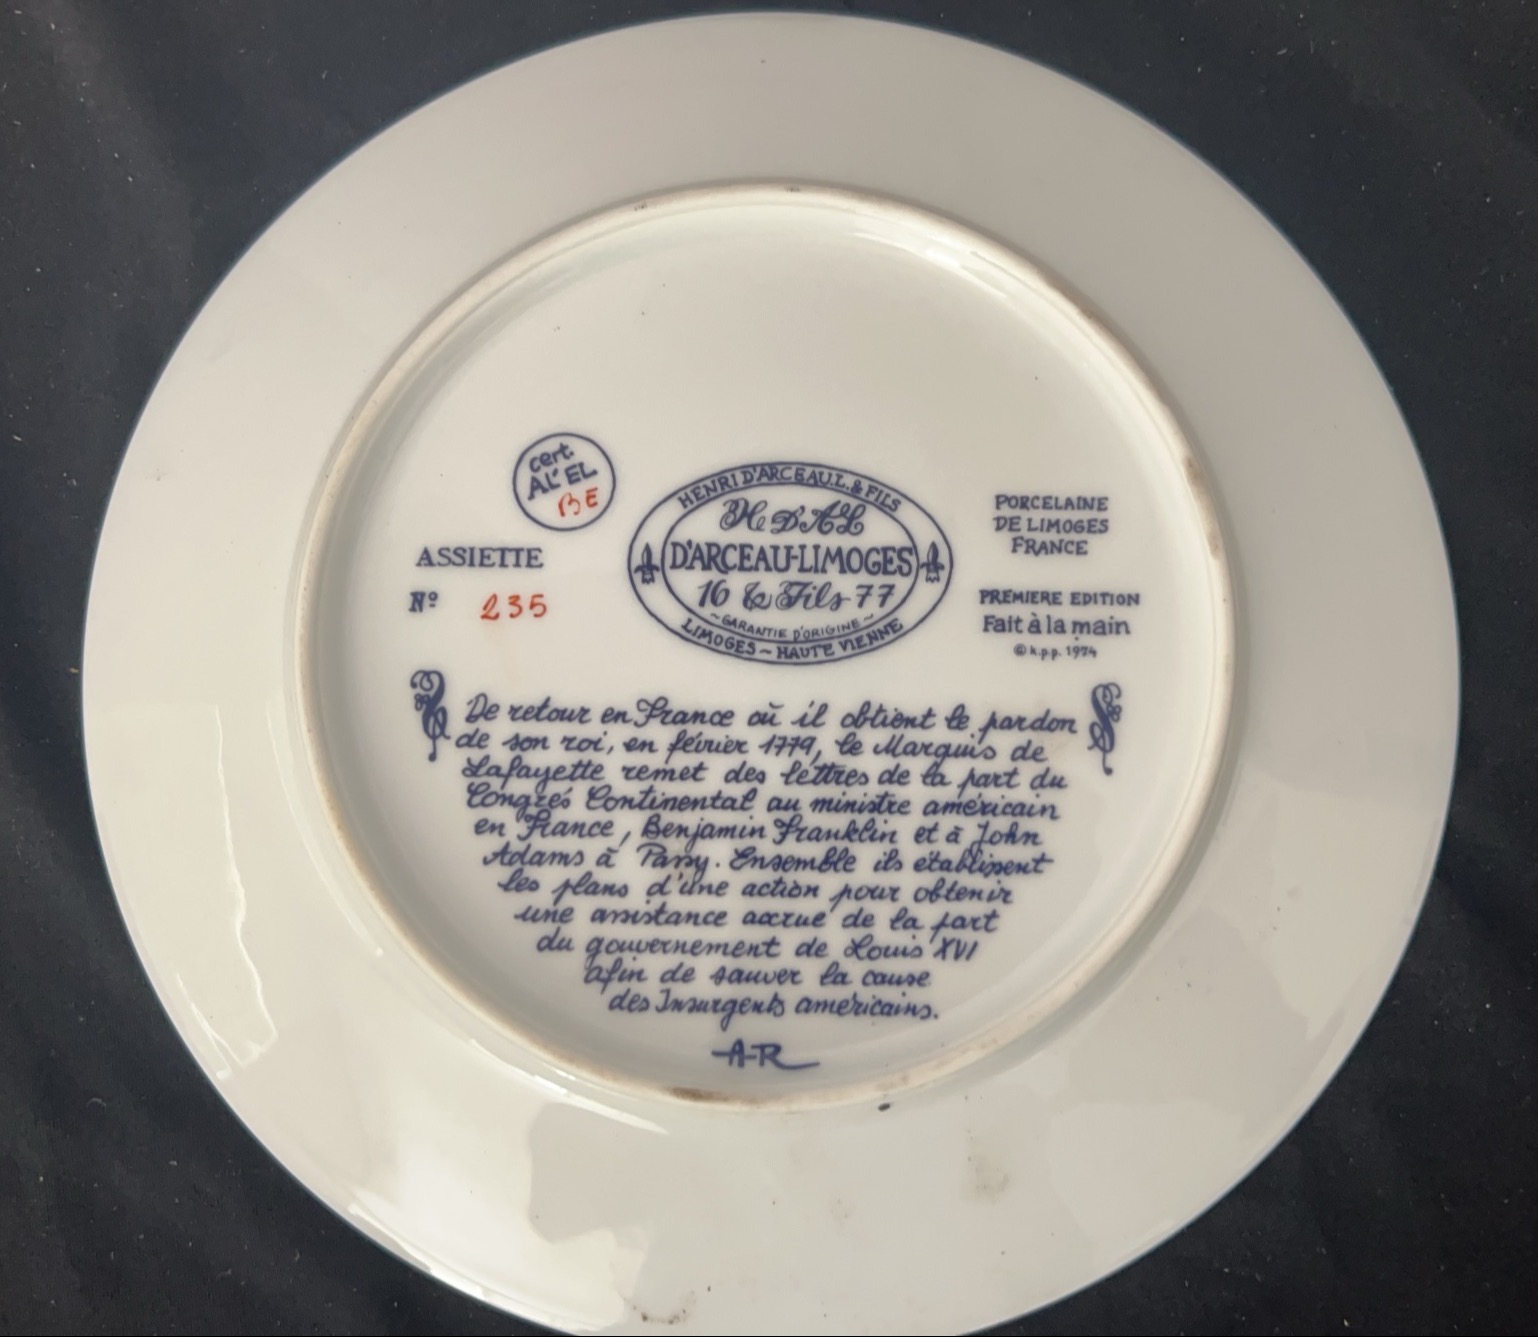 cert.
AL' EL
BE
ASSIETTE
Nº 235
HENRI D'ARCEAU.L.& FILS
H. D'A&L
D'ARCEAU-LIMOGES
16 & Fils 77
~ GARANTIE D'ORIGINE ~
LIMOGES ~ HAUTE VIENNE
PORCELAINE
DE LIMOGES
FRANCE
PREMIERE EDITION
Fait à la main
© k.p.p. 1974
De retour en France où il obtient le pardon
de son roi, en février 1779, le Marquis de
Lafayette remet des lettres de la part du
Congrés Continental au ministre américain
en France, Benjamin Franklin et à John
Adams à Passy. Ensemble ils établissent
les plans d'une action pour obtenir
une assistance accrue de la part
du gouvernement de Louis XVI
afin de sauver la cause
des Insurgents américains.
A-R